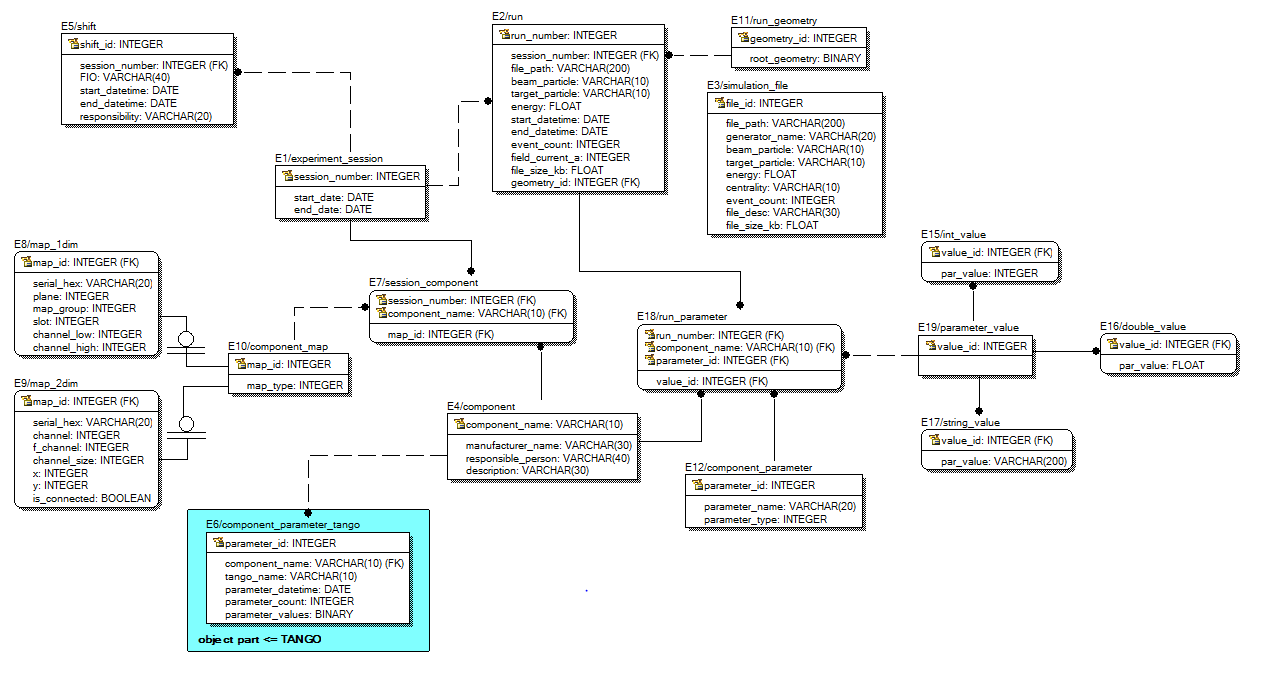 E5/shift
shift_id: INTEGER
session_number: INTEGER (FK)
FIO: VARCHAR(40)
start_datetime: DATE
end_datetime: DATE
responsibility: VARCHAR(20)
E2/run
run_number: INTEGER
session_number: INTEGER (FK)
file_path: VARCHAR(200)
beam_particle: VARCHAR(10)
target_particle: VARCHAR(10)
energy: FLOAT
start_datetime: DATE
end_datetime: DATE
event_count: INTEGER
field_current_a: INTEGER
file_size_kb: FLOAT
geometry_id: INTEGER (FK)
E11/run_geometry
geometry_id: INTEGER
root_geometry: BINARY
E3/simulation_file
file_id: INTEGER
file_path: VARCHAR(200)
generator_name: VARCHAR(20)
beam_particle: VARCHAR(10)
target_particle: VARCHAR(10)
energy: FLOAT
centrality: VARCHAR(10)
event_count: INTEGER
file_desc: VARCHAR(30)
file_size_kb: FLOAT
E1/experiment_session
session_number: INTEGER
start_date: DATE
end_date: DATE
E8/map_1dim
map_id: INTEGER (FK)
serial_hex: VARCHAR(20)
plane: INTEGER
map_group: INTEGER
slot: INTEGER
channel_low: INTEGER
channel_high: INTEGER
E7/session_component
session_number: INTEGER (FK)
component_name: VARCHAR(10) (FK)
map_id: INTEGER (FK)
E15/int_value
value_id: INTEGER (FK)
par_value: INTEGER
E18/run_parameter
run_number: INTEGER (FK)
component_name: VARCHAR(10) (FK)
parameter_id: INTEGER (FK)
value_id: INTEGER (FK)
E19/parameter_value
value_id: INTEGER
E16/double_value
value_id: INTEGER (FK)
par_value: FLOAT
E10/component_map
map_id: INTEGER
map_type: INTEGER
E9/map_2dim
map_id: INTEGER (FK)
serial_hex: VARCHAR(20)
channel: INTEGER
f_channel: INTEGER
channel_size: INTEGER
x: INTEGER
y: INTEGER
is_connected: BOOLEAN
E4/component
component_name: VARCHAR(10)
manufacturer_name: VARCHAR(30)
responsible_person: VARCHAR(40)
description: VARCHAR(30)
E17/string_value
value_id: INTEGER (FK)
par_value: VARCHAR(200)
E12/component_parameter
parameter_id: INTEGER
parameter_name: VARCHAR(20)
parameter_type: INTEGER
E6/component_parameter_tango
parameter_id: INTEGER
component_name: VARCHAR(10) (FK)
tango_name: VARCHAR(10)
parameter_datetime: DATE
parameter_count: INTEGER
parameter_values: BINARY
object part <= TANGO